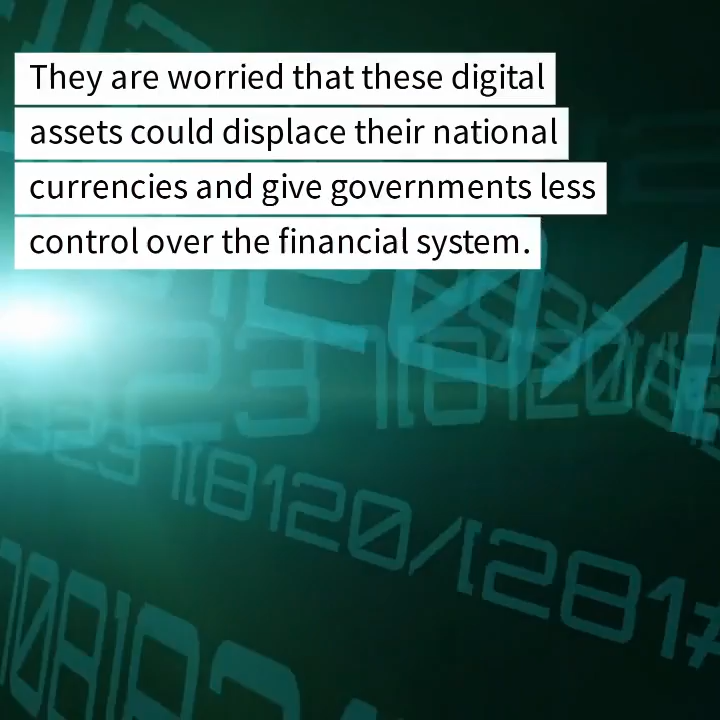 They are worried that these digital
assets could displace their national
currencies and give governments less
control over the financial system.